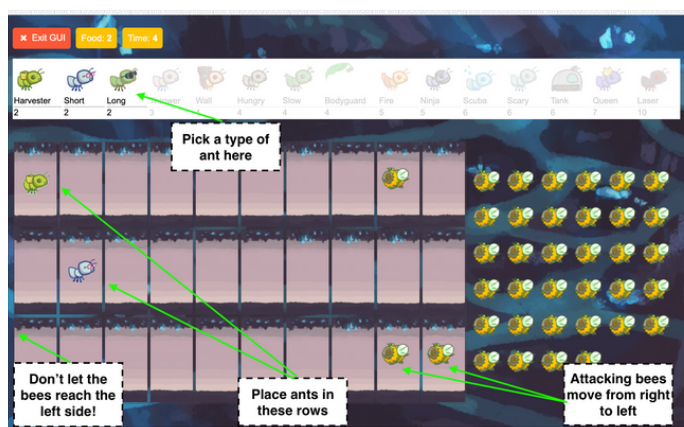 ✖ Exit GUI Food: 2 Time: 4
Harvester Short Long Wall Hungry Slow Bodyguard Fire Ninja Scuba Scary Tank Queen Laser
2 2 2 3 4 4 4 5 5 6 6 6 7 10
Pick a type of
ant here
Don’t let the
bees reach the
left side!
Place ants in
these rows
Attacking bees
move from right
to left